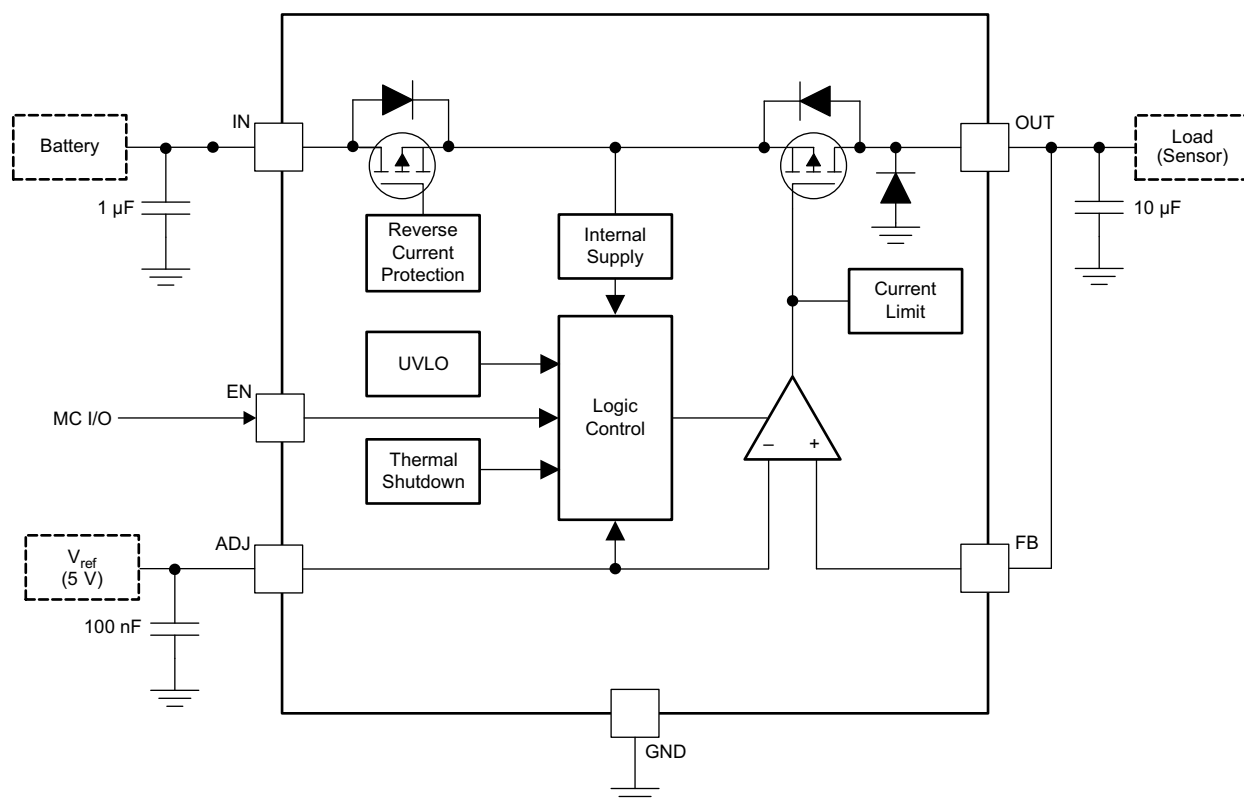 IN
OUT
Battery
Load
(Sensor)
1 µF
10 µF
Reverse
Current
Protection
Internal
Supply
Current
Limit
UVLO
EN
MC I/O
Logic
Control
– +
Thermal
Shutdown
ADJ
FB
Vref
(5 V)
100 nF
GND